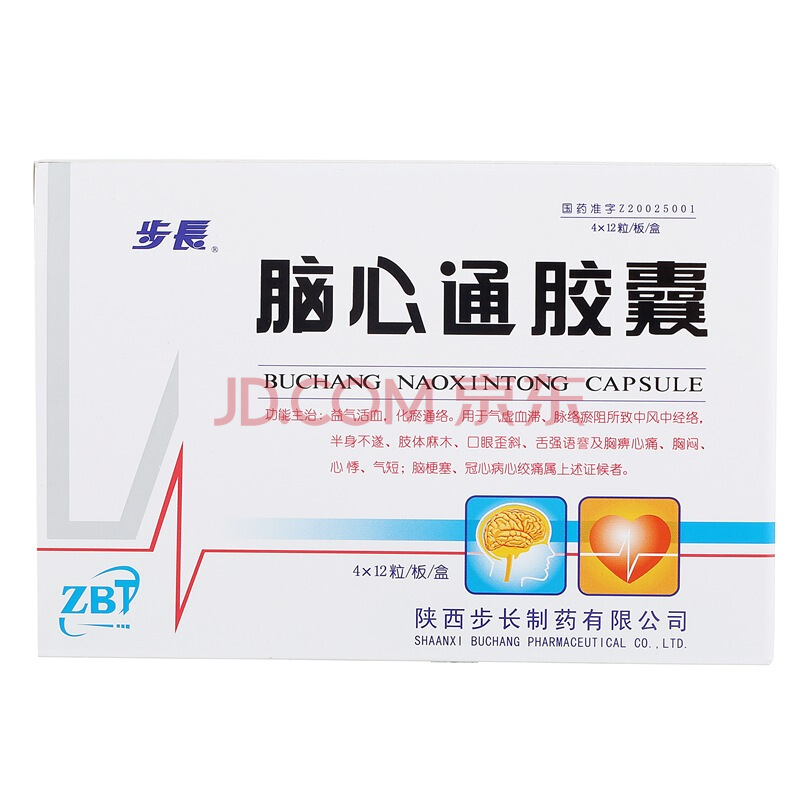 国药准字Z20025001
4×12粒/板/盒
步長®
脑心通胶囊
BUCHANG NAOXINTONG CAPSULE
JD.COM 京东
功能主治:益气活血,化瘀通络。用于气虚血滞、脉络瘀阻所致中风中经络,
半身不遂、肢体麻木、口眼歪斜、舌强语謇及胸痹心痛、胸闷、
心悸、气短;脑梗塞、冠心病心绞痛属上述证候者。
4×12粒/板/盒
ZBT
陕西步长制药有限公司
SHAANXI BUCHANG PHARMACEUTICAL CO.,LTD.